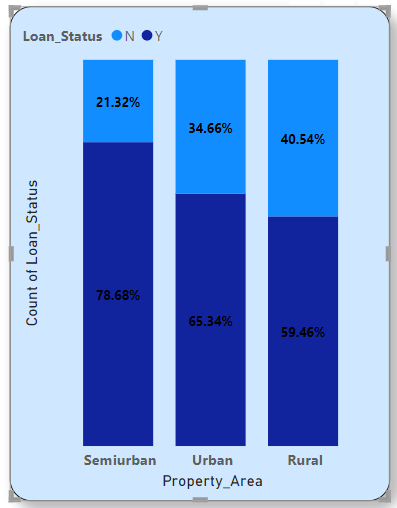 Loan_Status N Y
21.32%
34.66%
40.54%
78.68%
65.34%
59.46%
Count of Loan_Status
Semiurban Urban Rural
Property_Area